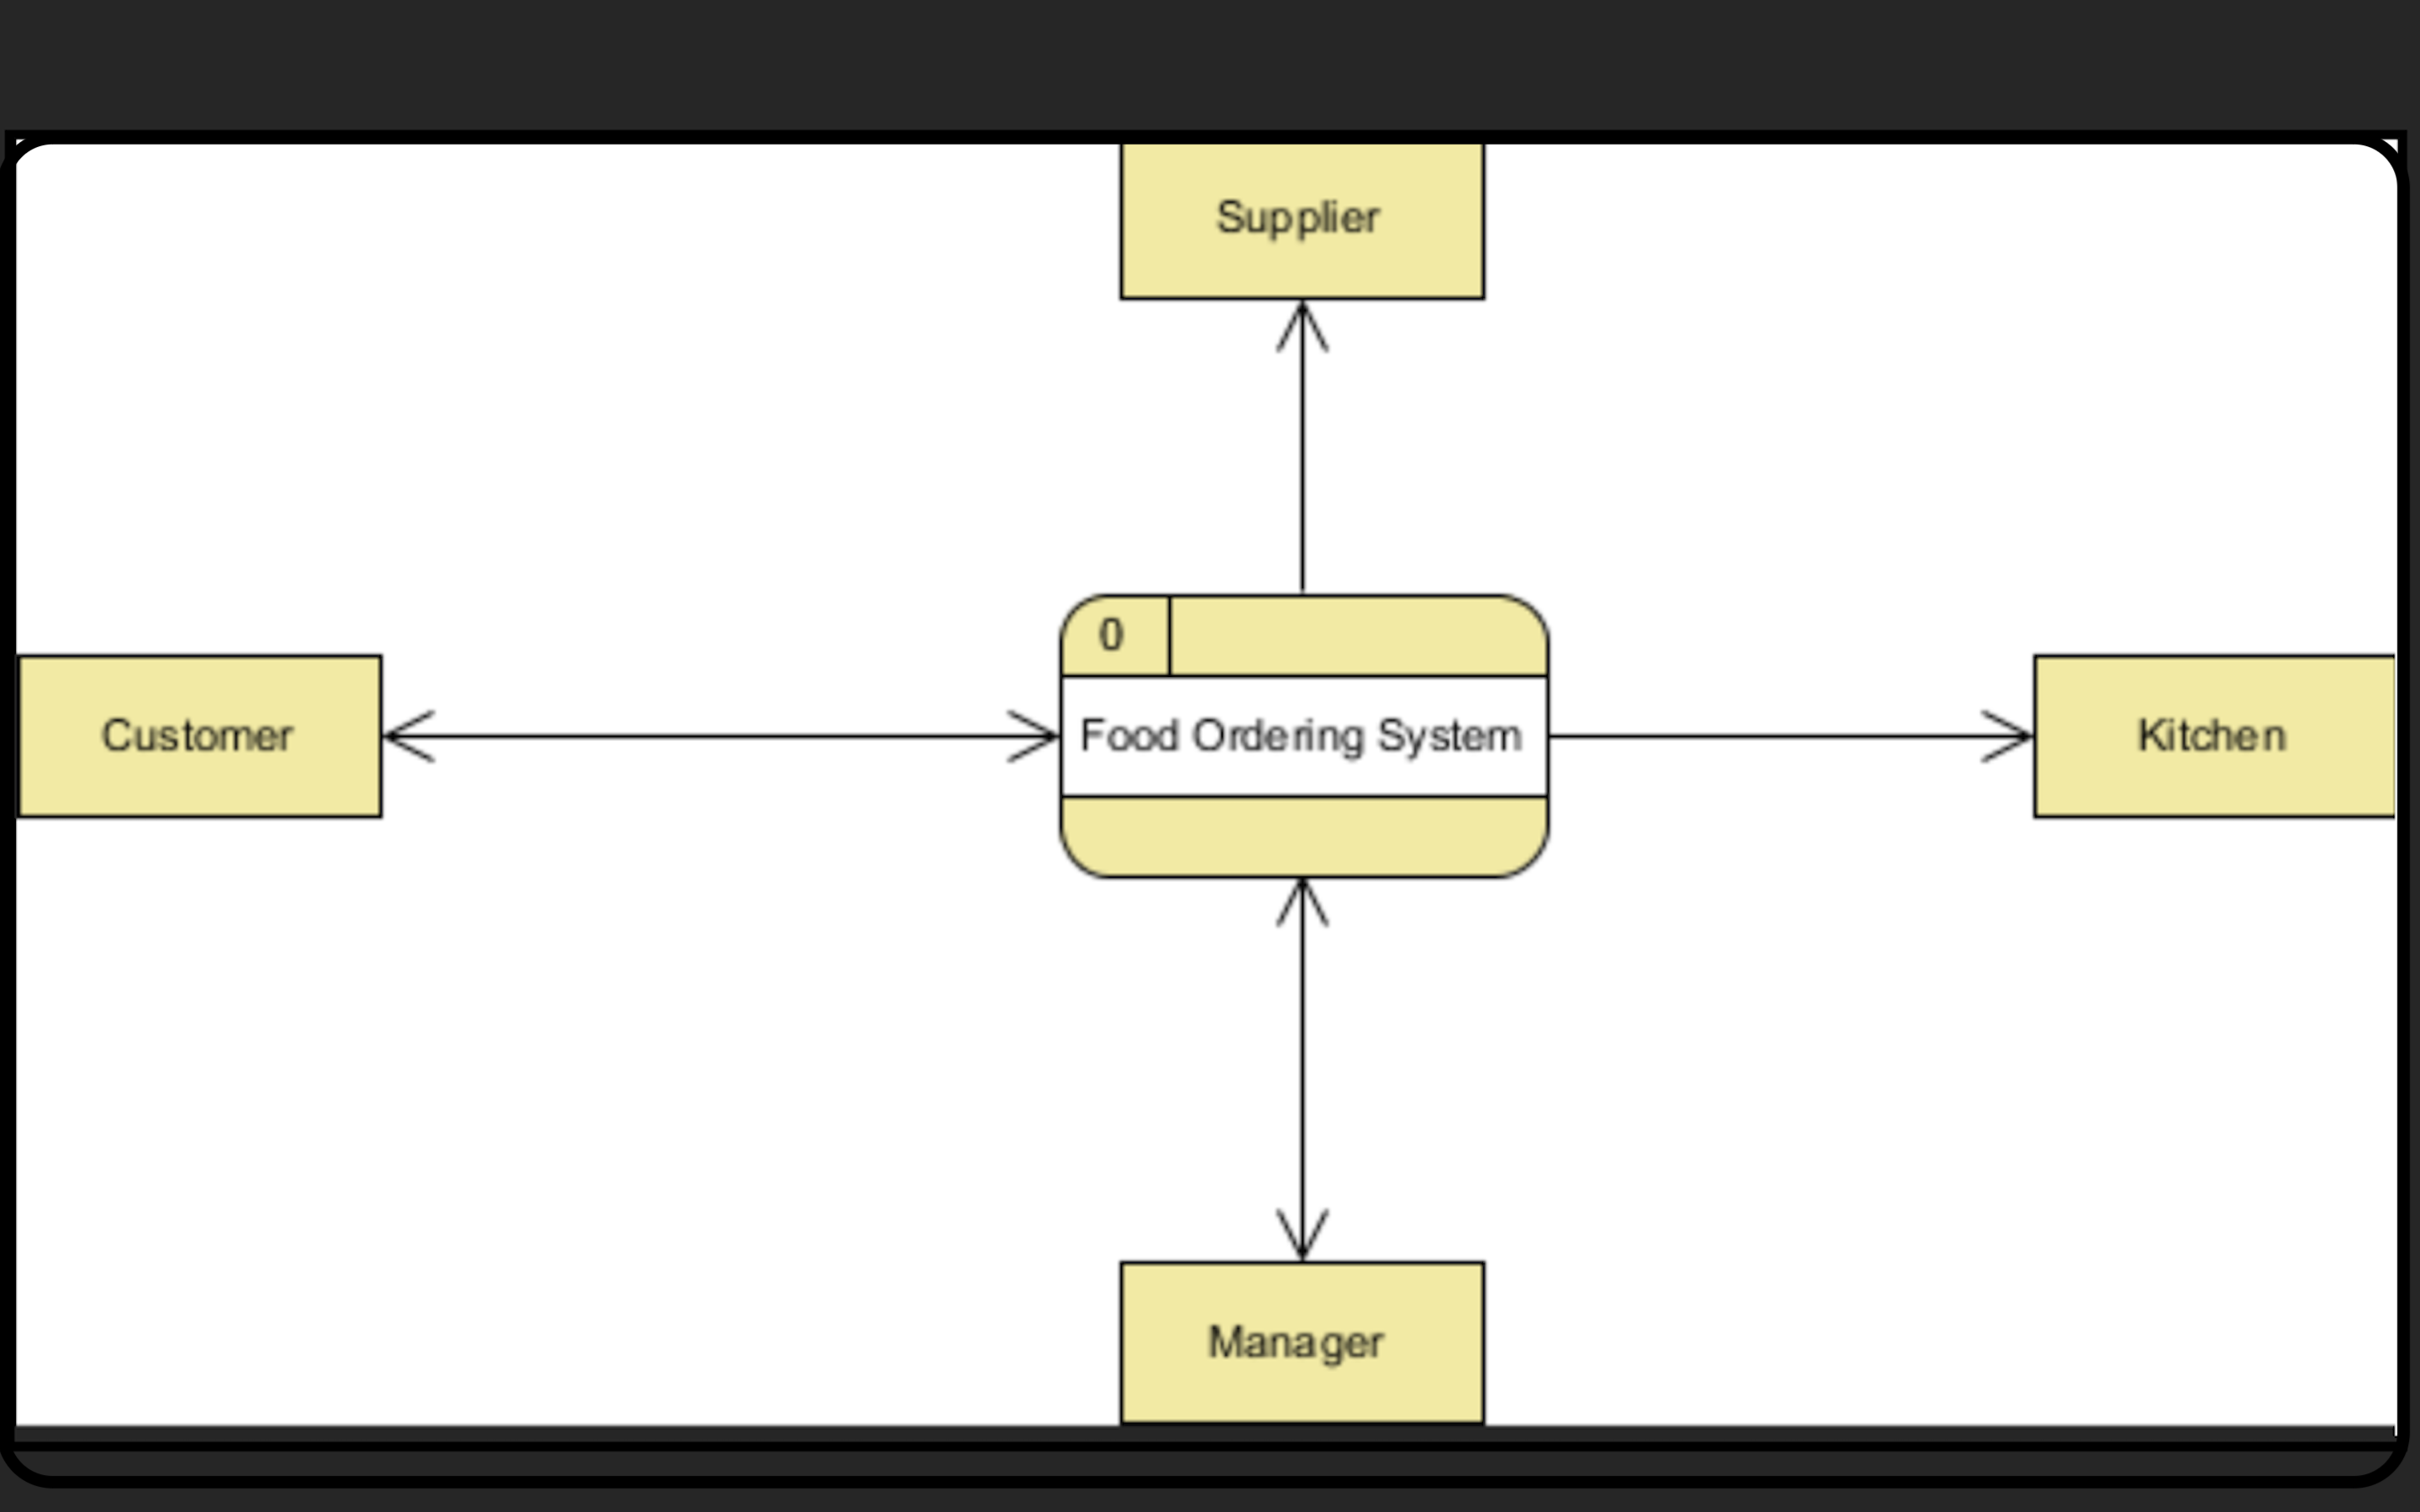 Supplier
0
Customer
Food Ordering System
Kitchen
Manager